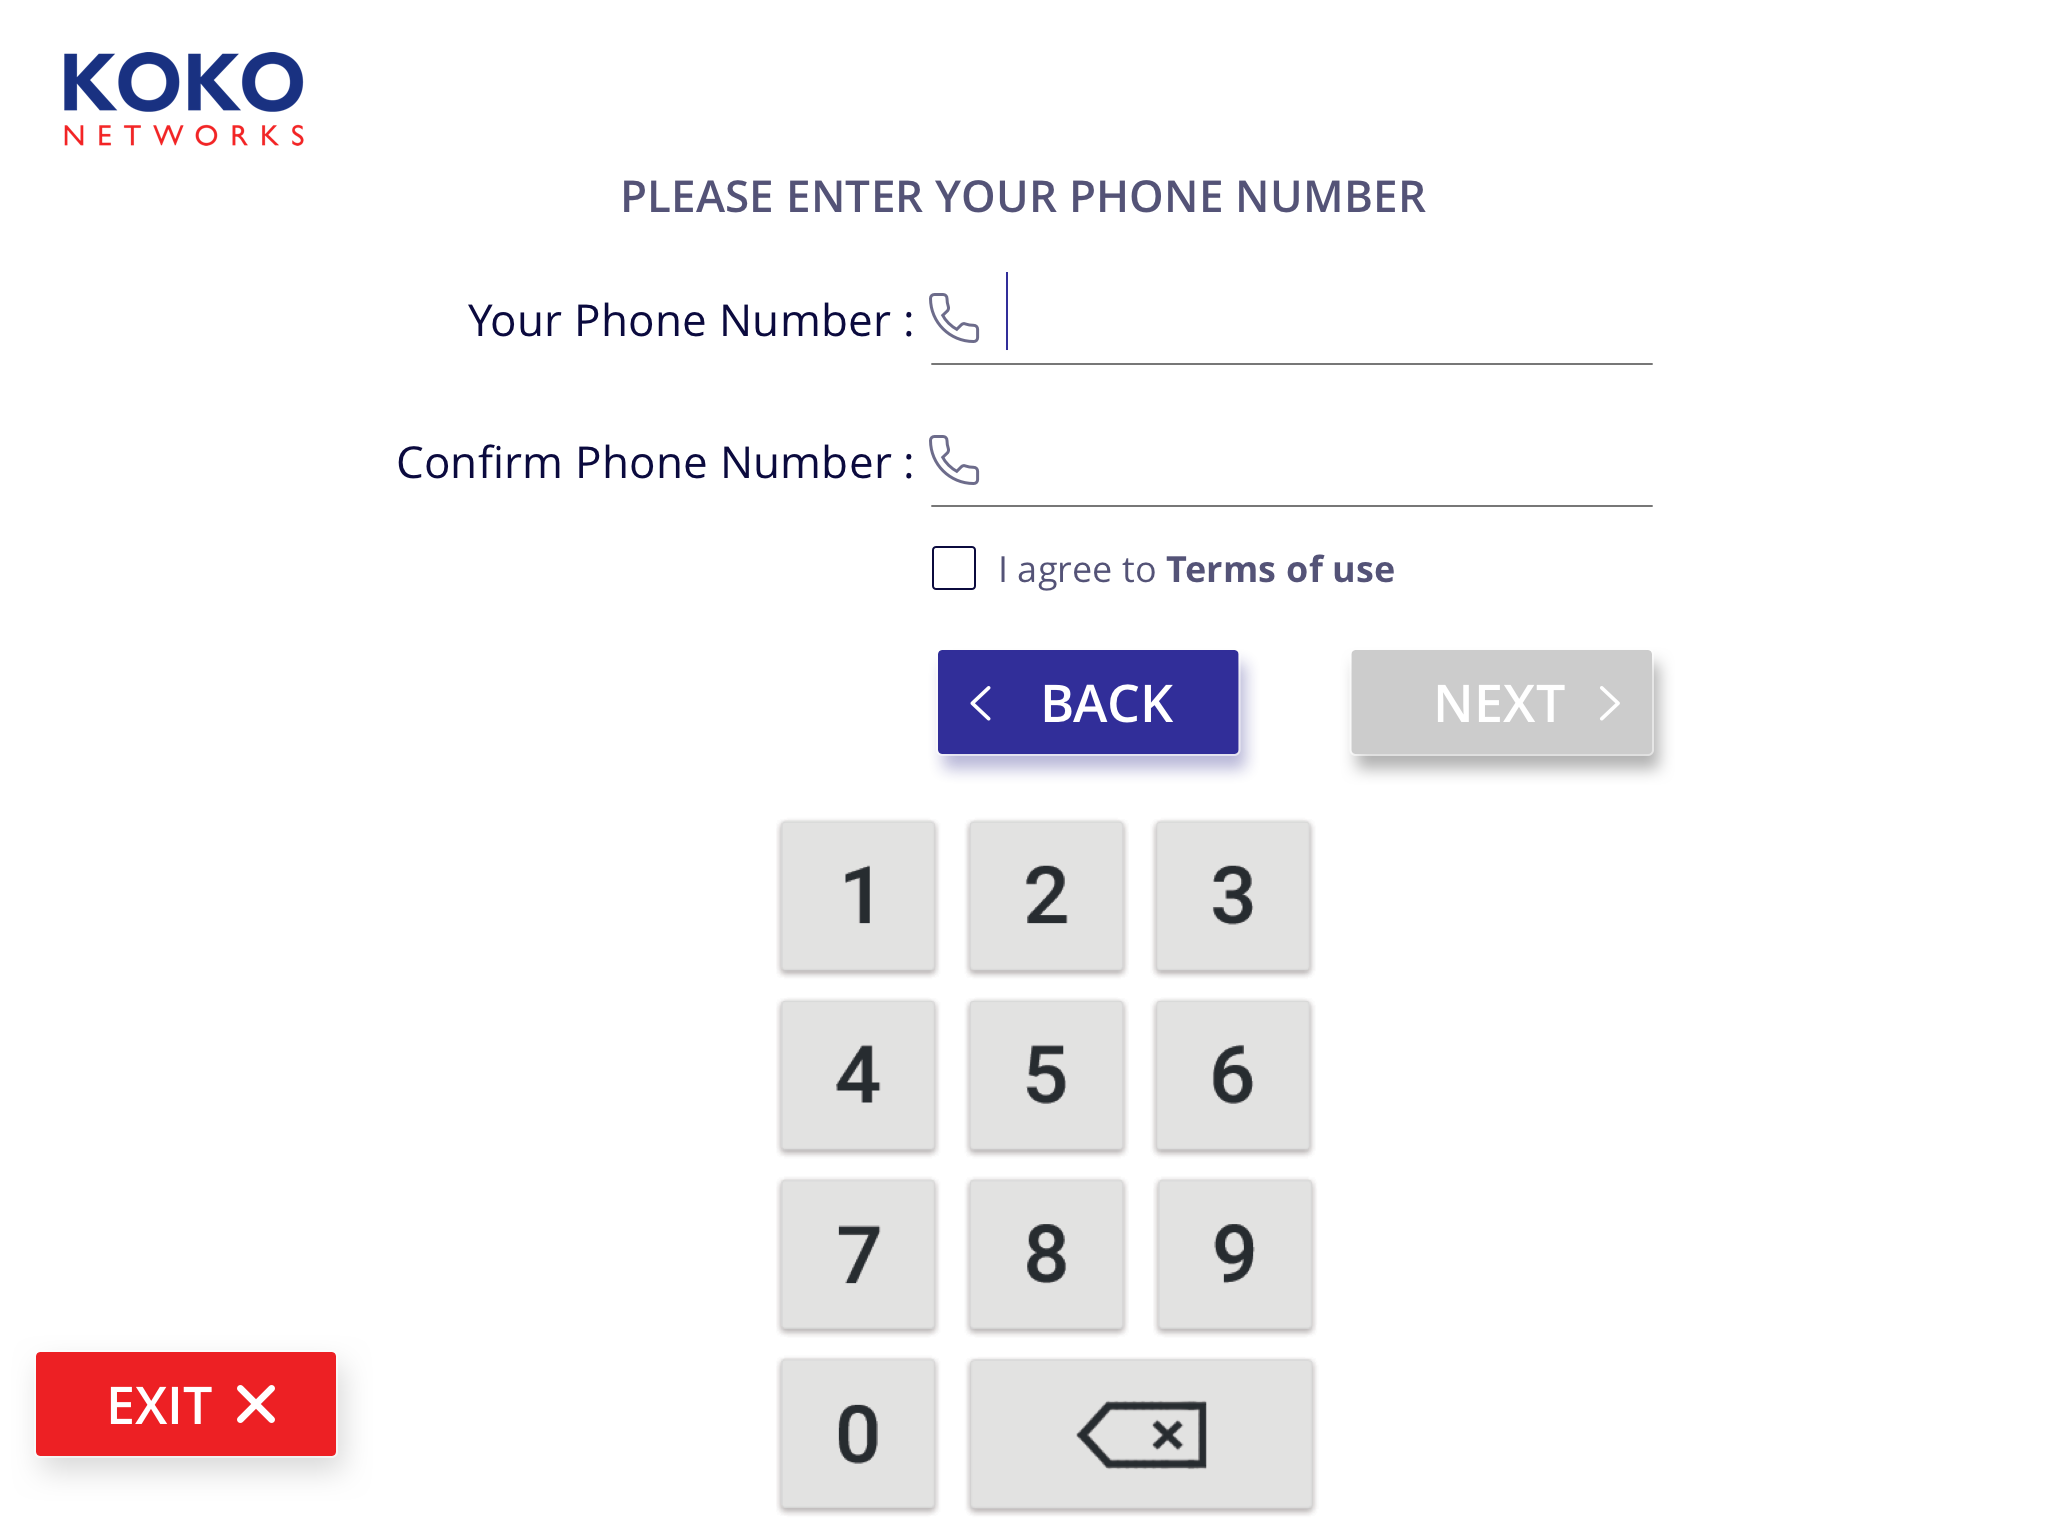 KOKO
NETWORKS
PLEASE ENTER YOUR PHONE NUMBER
Your Phone Number :
Confirm Phone Number :
I agree to Terms of use
BACK
NEXT
1 2 3
4 5 6
7 8 9
0
EXIT